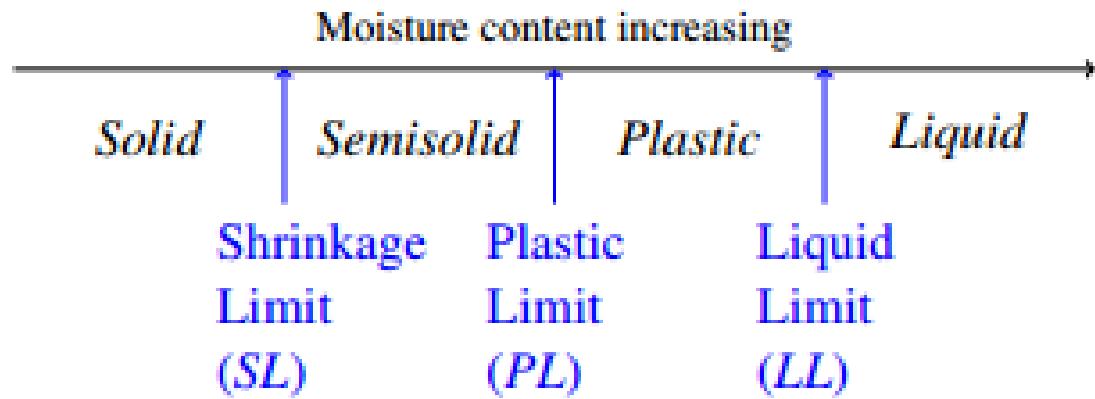 Moisture content increasing
Solid Semisolid Plastic Liquid
Shrinkage Limit (SL)
Plastic Limit (PL)
Liquid Limit (LL)